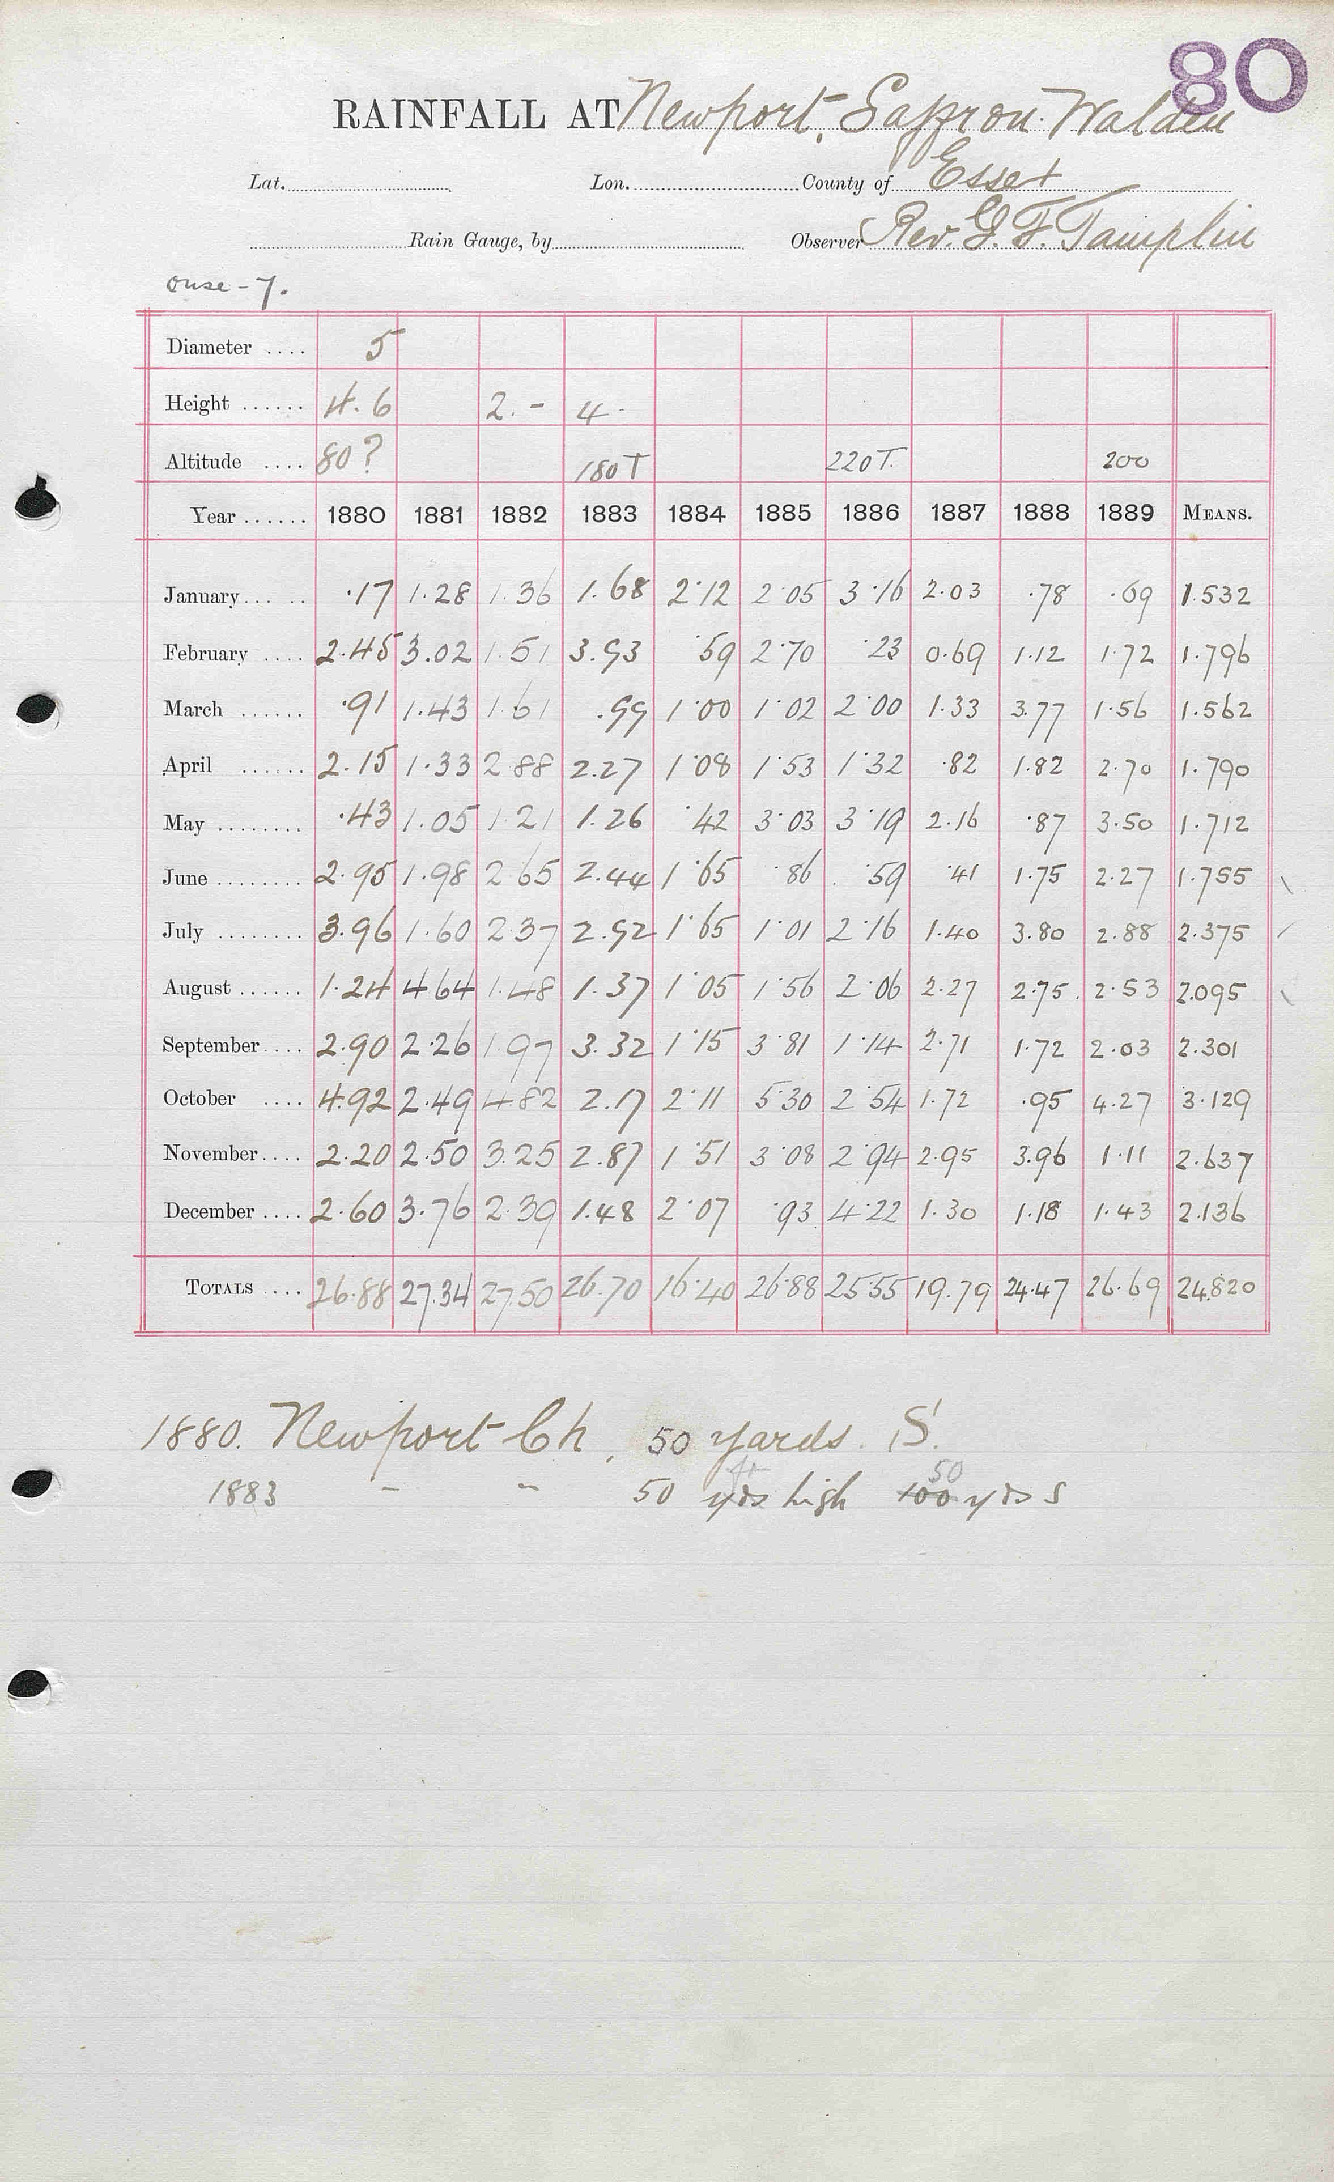 80
RAINFALL AT Newport, Saffron Walden
Lat. Lon. County of Essex
Rain Gauge, by Observer Rev. G. F. Tamplin
ouse - 7.
Diameter .... 5
Height ...... 4.6 2.- 4.
Altitude .... 80? 180T 220T. 200
Year ...... 1880 1881 1882 1883 1884 1885 1886 1887 1888 1889 MEANS.
January... .. .17 1.28 1.36 1.68 2.12 2.05 3.16 2.03 .78 .69 1.532
February .... 2.45 3.02 1.51 3.93 .59 2.70 .23 0.69 1.12 1.72 1.796
March ...... .91 1.43 1.61 .99 1.00 1.02 2.00 1.33 3.77 1.56 1.562
April ...... 2.15 1.33 2.88 2.27 1.08 1.53 1.32 .82 1.82 2.70 1.790
May ........ .43 1.05 1.21 1.26 .42 3.03 3.19 2.16 .87 3.50 1.712
June ........ 2.95 1.98 2.65 2.44 1.65 .86 .59 .41 1.75 2.27 1.755
July ........ 3.96 1.60 2.37 2.92 1.65 1.01 2.16 1.40 3.80 2.88 2.375
August ...... 1.24 4.64 1.48 1.37 1.05 1.56 2.06 2.27 2.75 2.53 2.095
September.... 2.90 2.26 1.97 3.32 1.15 3.81 1.14 2.71 1.72 2.03 2.301
October .... 4.92 2.49 4.82 2.17 2.11 5.30 2.54 1.72 .95 4.27 3.129
November.... 2.20 2.50 3.25 2.87 1.51 3.08 2.94 2.95 3.96 1.11 2.637
December .... 2.60 3.76 2.39 1.48 2.07 .93 4.22 1.30 1.18 1.43 2.136
TOTALS .... 26.88 27.34 27.50 26.70 16.40 26.88 25.55 19.79 24.47 26.69 24.820
1880. Newport Ch, 50 yards. S.
ft 50
1883 - " 50 yds high 100 yds S